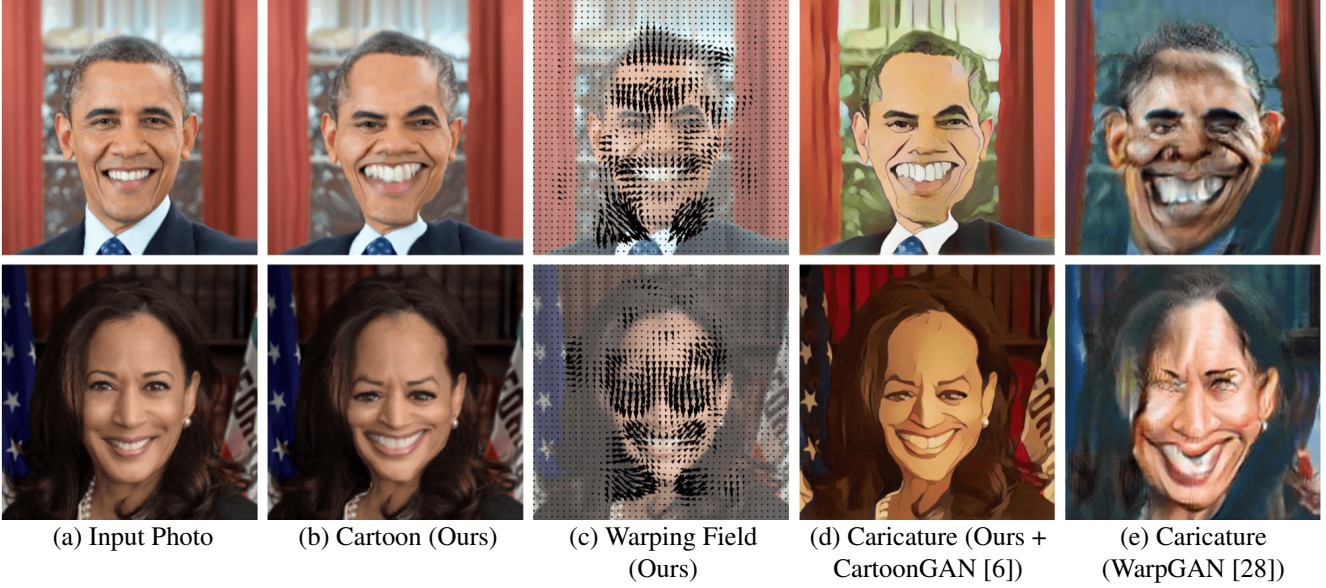 (a) Input Photo
(b) Cartoon (Ours)
(c) Warping Field
(Ours)
(d) Caricature (Ours +
CartoonGAN [6])
(e) Caricature
(WarpGAN [28])